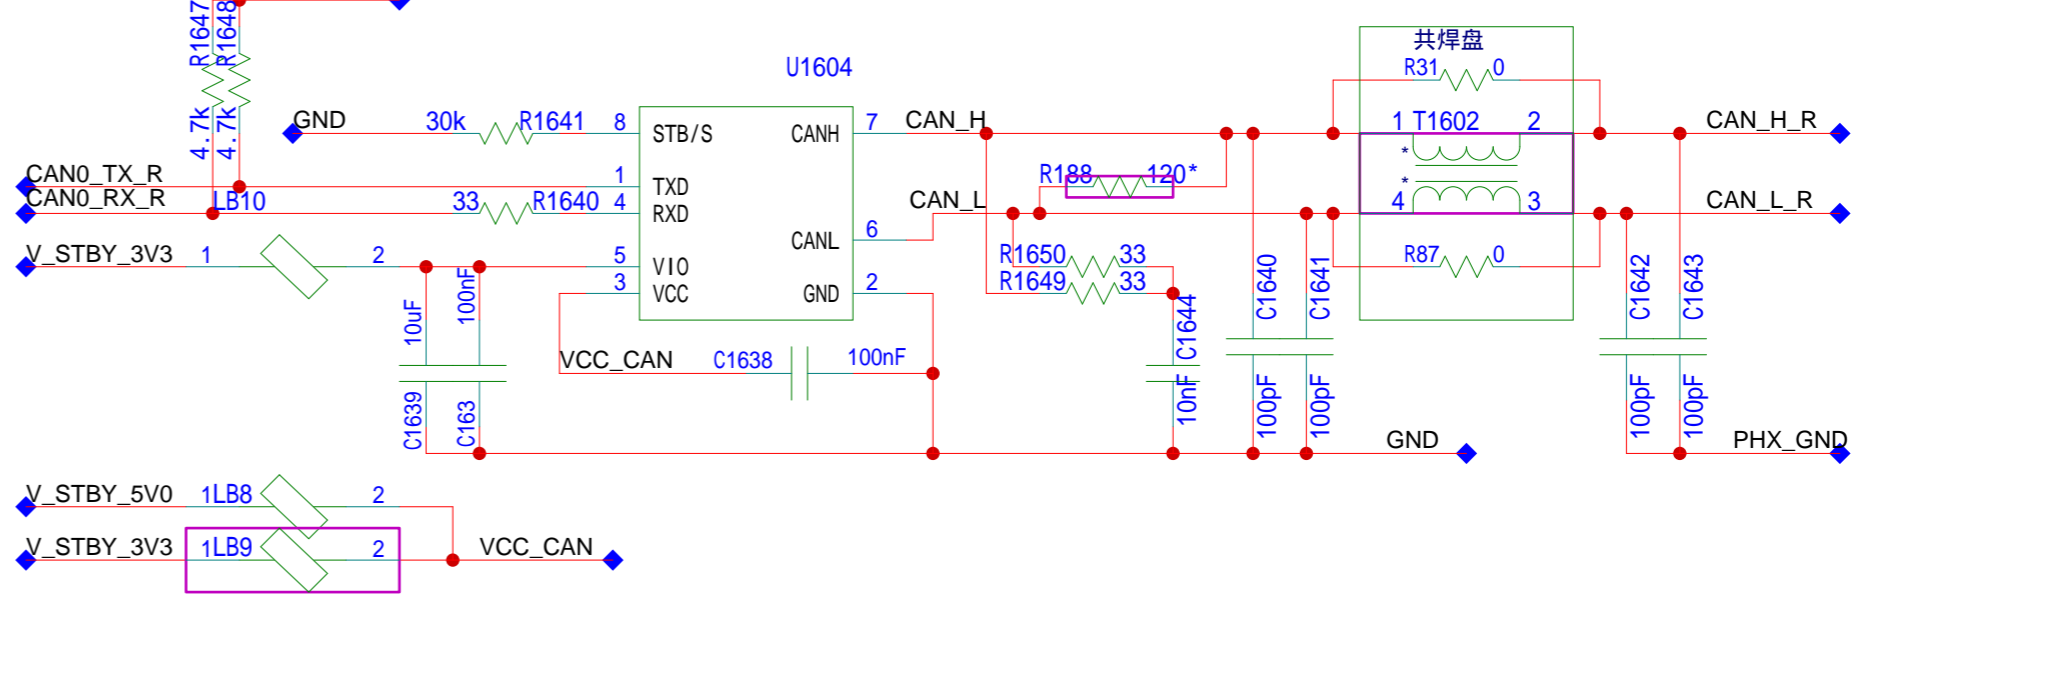 R1647
R1648
4.7k
4.7k
U1604
共焊盘
R31 0
GND 30k R1641 8 STB/S CANH 7 CAN_H
1 T1602 2 CAN_H_R
*
*
CAN0_TX_R 1 TXD
R188 120*
CAN0_RX_R LB10 33 R1640 4 RXD
CAN_L 4 3 CAN_L_R
CANL 6
V_STBY_3V3 1 2 5 VIO
R1650 33
R87 0
3 VCC GND 2
R1649 33
10uF
100nF
C1639
C163
VCC_CAN C1638 100nF
C1644
10nF
C1640
100pF
C1641
100pF
C1642
100pF
C1643
100pF
GND
PHX_GND
V_STBY_5V0 1LB8 2
V_STBY_3V3 1LB9 2 VCC_CAN